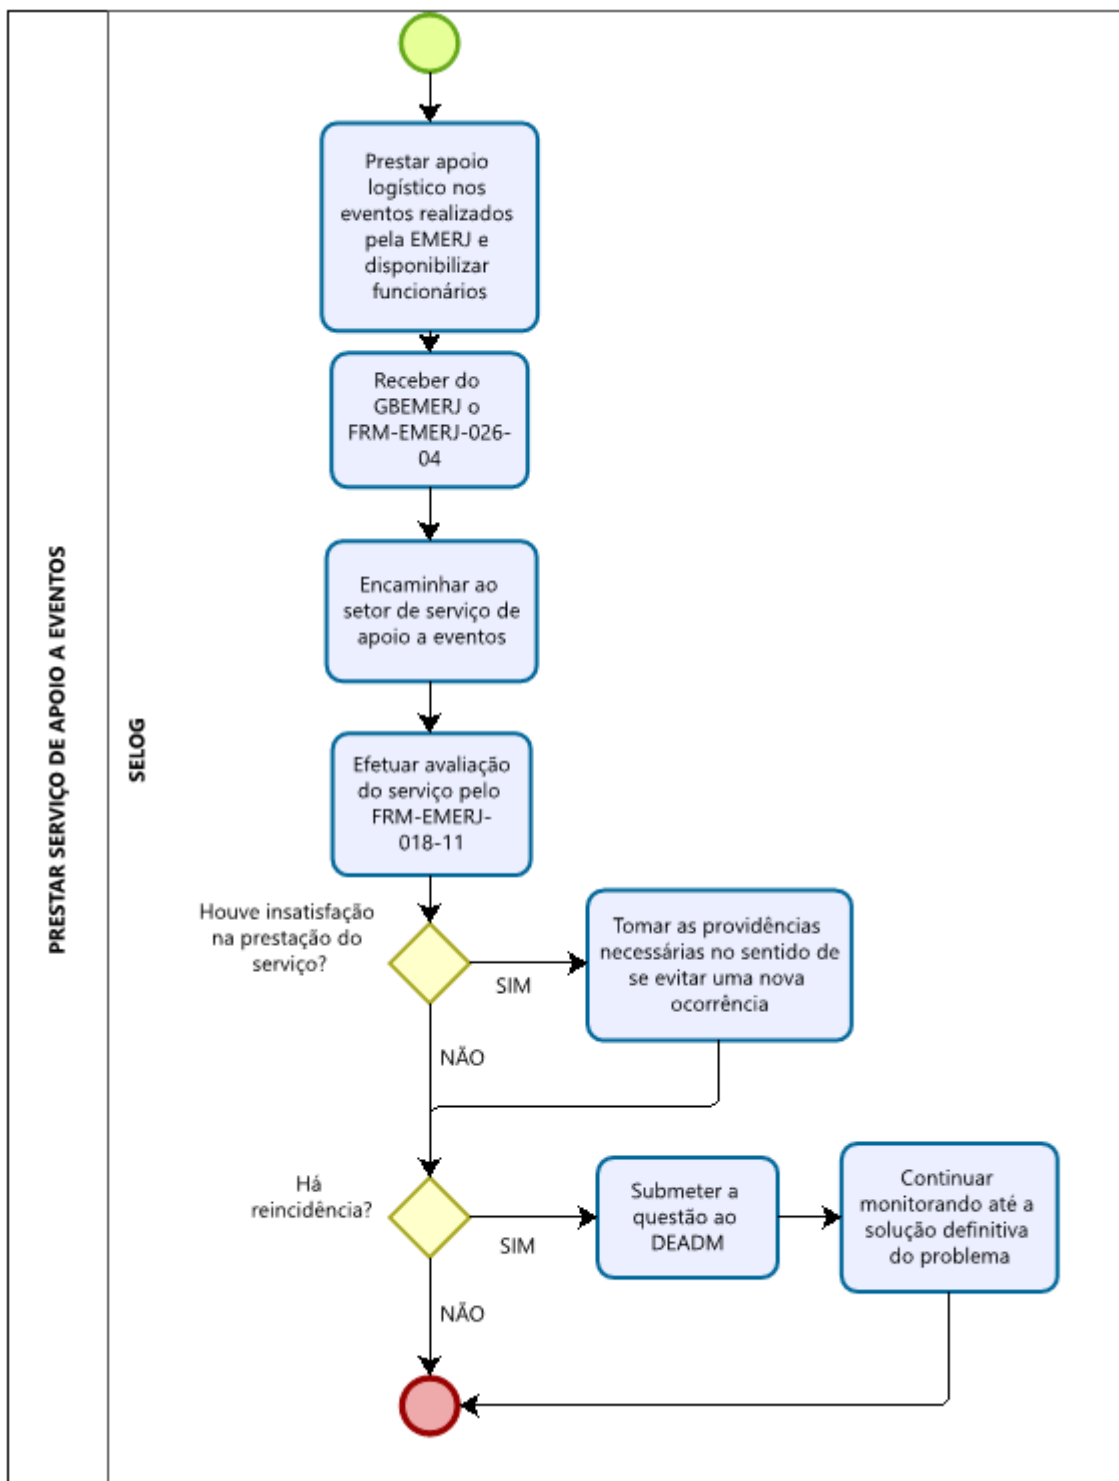 PRESTAR SERVIÇO DE APOIO A EVENTOS
SELOG
Prestar apoio
logístico nos
eventos realizados
pela EMERJ e
disponibilizar
funcionários
Receber do
GBEMERJ o
FRM-EMERJ-026-
04
Encaminhar ao
setor de serviço de
apoio a eventos
Efetuar avaliação
do serviço pelo
FRM-EMERJ-
018-11
Houve insatisfação
na prestação do
serviço?
SIM
Tomar as providências
necessárias no sentido de
se evitar uma nova
ocorrência
NÃO
Há
reincidência?
SIM
Submeter a
questão ao
DEADM
Continuar
monitorando até a
solução definitiva
do problema
NÃO